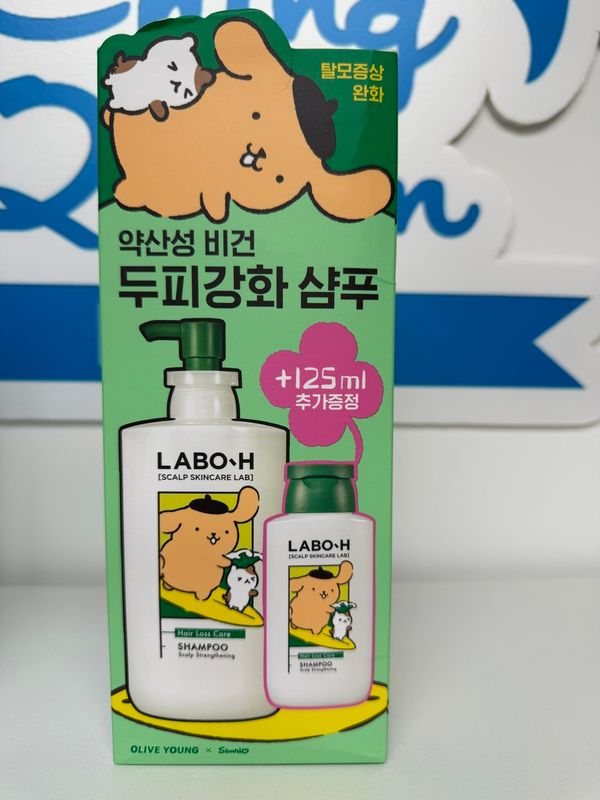 탈모증상
완화
약산성 비건
두피강화 샴푸
+125ml
추가증정
LABO-H
[SCALP SKINCARE LAB]
Hair Loss Care
SHAMPOO
Scalp Strengthening
LABO-H
[SCALP SKINCARE LAB]
Hair Loss Care
SHAMPOO
Scalp Strengthening
OLIVE YOUNG × Sanrio